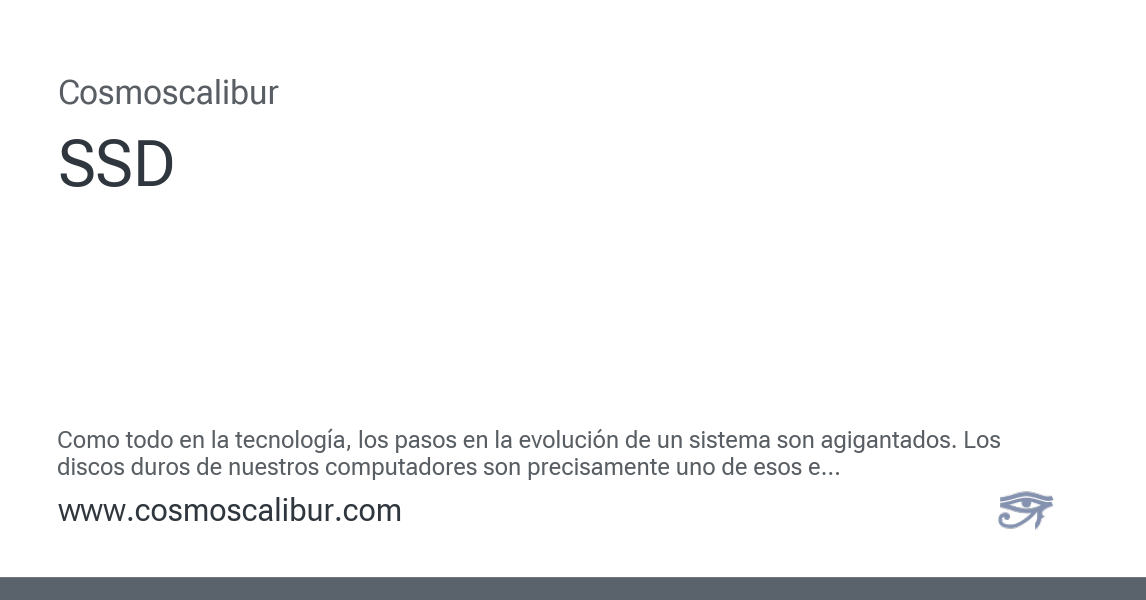 Cosmoscalibur
SSD
Como todo en la tecnología, los pasos en la evolución de un sistema son agigantados. Los
discos duros de nuestros computadores son precisamente uno de esos e...
www.cosmoscalibur.com